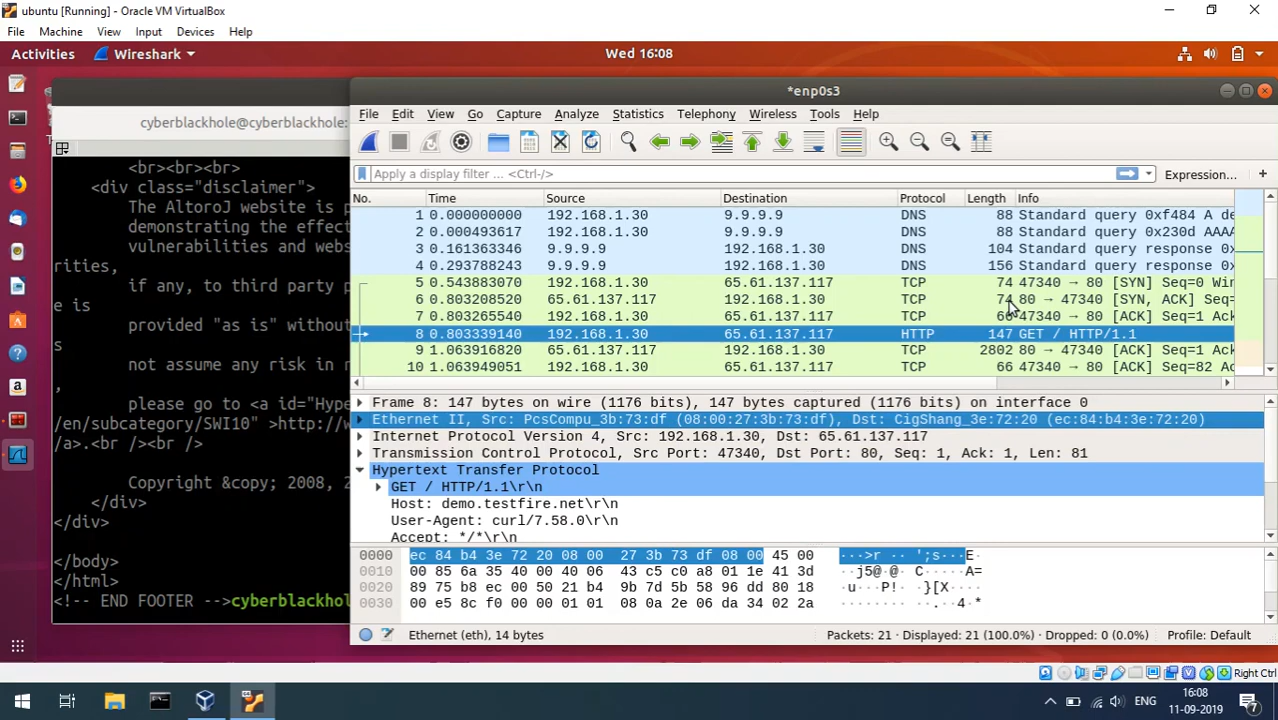 ubuntu [Running] - Oracle VM VirtualBox
File Machine View Input Devices Help
Activities Wireshark Wed 16:08
*enp0s3
cyberblackhole@cyberblackhole:
File Edit View Go Capture Analyze Statistics Telephony Wireless Tools Help
Apply a display filter ... <Ctrl-/> Expression... +
No. Time Source Destination Protocol Length Info
1 0.000000000 192.168.1.30 9.9.9.9 DNS 88 Standard query 0xf484 A de
2 0.000493617 192.168.1.30 9.9.9.9 DNS 88 Standard query 0x230d AAAA
3 0.161363346 9.9.9.9 192.168.1.30 DNS 104 Standard query response 0x
4 0.293788243 9.9.9.9 192.168.1.30 DNS 156 Standard query response 0x
5 0.543883070 192.168.1.30 65.61.137.117 TCP 74 47340 → 80 [SYN] Seq=0 Win
6 0.803208520 65.61.137.117 192.168.1.30 TCP 74 80 → 47340 [SYN, ACK] Seq=
7 0.803265540 192.168.1.30 65.61.137.117 TCP 66 47340 → 80 [ACK] Seq=1 Ack
8 0.803339140 192.168.1.30 65.61.137.117 HTTP 147 GET / HTTP/1.1
9 1.063916820 65.61.137.117 192.168.1.30 TCP 2802 80 → 47340 [ACK] Seq=1 Ack
10 1.063949051 192.168.1.30 65.61.137.117 TCP 66 47340 → 80 [ACK] Seq=82 Ac
Frame 8: 147 bytes on wire (1176 bits), 147 bytes captured (1176 bits) on interface 0
Ethernet II, Src: PcsCompu_3b:73:df (08:00:27:3b:73:df), Dst: CigShang_3e:72:20 (ec:84:b4:3e:72:20)
Internet Protocol Version 4, Src: 192.168.1.30, Dst: 65.61.137.117
Transmission Control Protocol, Src Port: 47340, Dst Port: 80, Seq: 1, Ack: 1, Len: 81
Hypertext Transfer Protocol
GET / HTTP/1.1\r\n
Host: demo.testfire.net\r\n
User-Agent: curl/7.58.0\r\n
Accept: */*\r\n
0000 ec 84 b4 3e 72 20 08 00 27 3b 73 df 08 00 45 00 ···>r ·· ';s···E·
0010 00 85 6a 35 40 00 40 06 43 c5 c0 a8 01 1e 41 3d ··j5@·@· C·····A=
0020 89 75 b8 ec 00 50 21 b4 9b 7d 5b 58 96 dd 80 18 ·u···P!· ·}[X····
0030 00 e5 8c f0 00 00 01 01 08 0a 2e 06 da 34 02 2a ········ ··.··4·*
Ethernet (eth), 14 bytes Packets: 21 · Displayed: 21 (100.0%) · Dropped: 0 (0.0%) Profile: Default
<br><br><br>
<div class="disclaimer">
The AltoroJ website is p
demonstrating the effect
vulnerabilities and webs
rities,
if any, to third party p
e is
provided "as is" without
s
not assume any risk in r
,
please go to <a id="Hype
/en/subcategory/SWI10" >http://w
/a>.<br /><br />
Copyright &copy; 2008, 2
</div>
</div>
</body>
</html>
<!-- END FOOTER -->cyberblackhol
Right Ctrl
ENG 16:08
11-09-2019
7